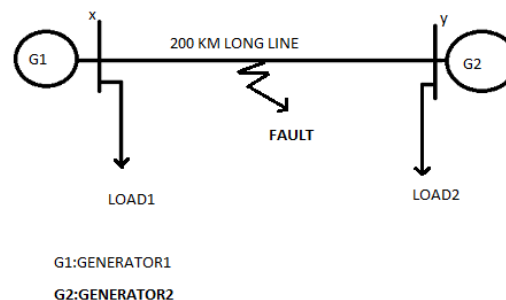 x
y
200 KM LONG LINE
G1
G2
FAULT
LOAD1
LOAD2
G1:GENERATOR1
G2:GENERATOR2